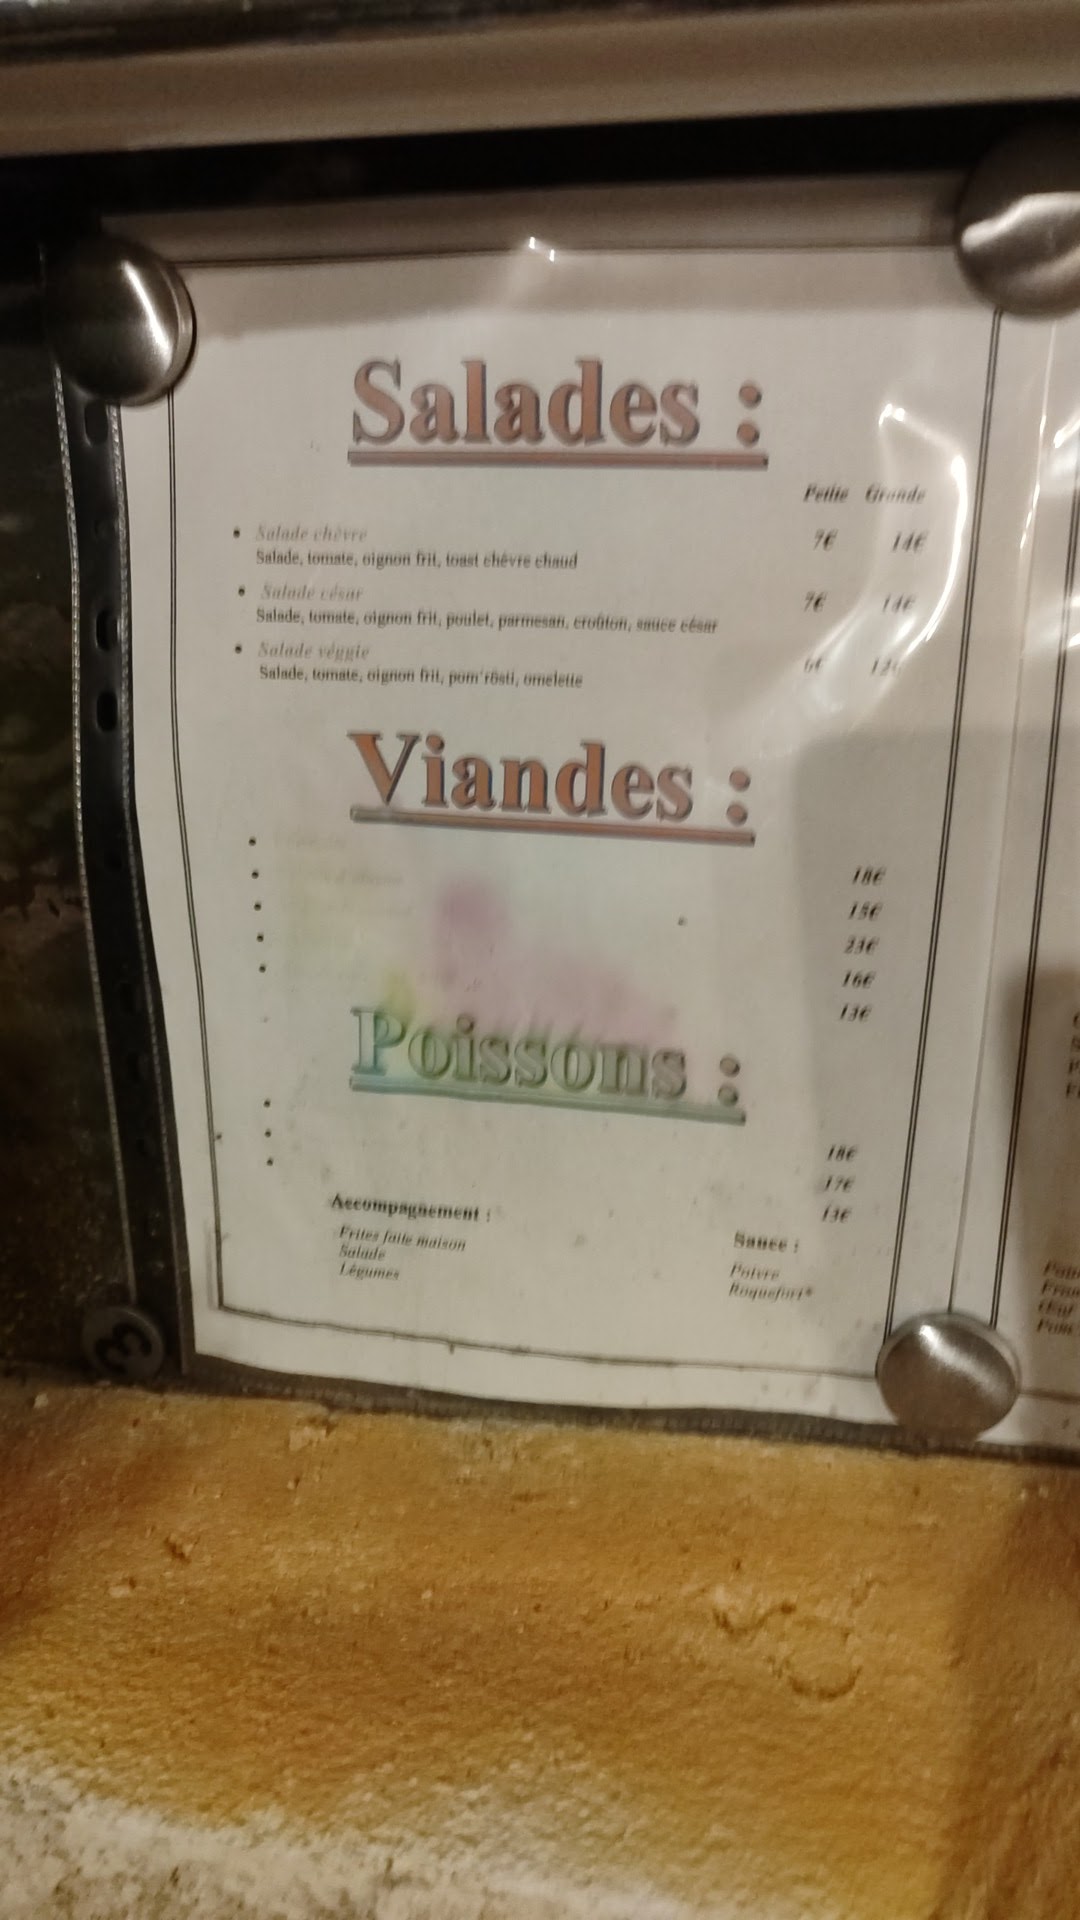 Salades :
Petite Grande
• Salade chèvre 7€ 14€
Salade, tomate, oignon frit, toast chèvre chaud
• Salade césar 7€ 14€
Salade, tomate, oignon frit, poulet, parmesan, croûton, sauce césar
• Salade véggie 6€ 12€
Salade, tomate, oignon frit, pom'rösti, omelette
Viandes :
18€
15€
23€
16€
13€
Poissons :
18€
17€
13€
Accompagnement :
Frites faite maison
Salade
Légumes
Sauce :
Poivre
Roquefort*